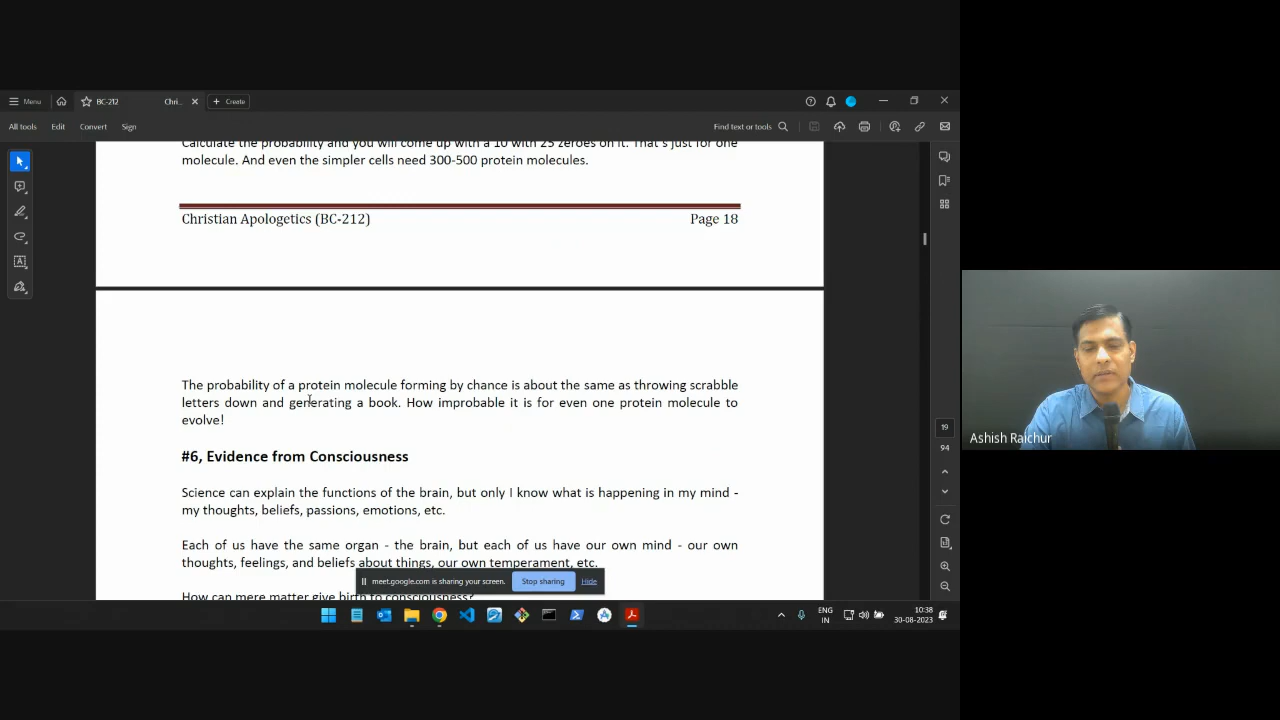 Menu
BC-212
Chri...
Create
All tools
Edit
Convert
Sign
Find text or tools
Calculate the probability and you will come up with a 10 with 25 zeroes on it. That's just for one
molecule. And even the simpler cells need 300-500 protein molecules.
Christian Apologetics (BC-212)
Page 18
The probability of a protein molecule forming by chance is about the same as throwing scrabble
letters down and generating a book. How improbable it is for even one protein molecule to
evolve!
#6, Evidence from Consciousness
Science can explain the functions of the brain, but only I know what is happening in my mind -
my thoughts, beliefs, passions, emotions, etc.
Each of us have the same organ - the brain, but each of us have our own mind - our own
thoughts, feelings, and beliefs about things, our own temperament, etc.
How can mere matter give birth to consciousness?
meet.google.com is sharing your screen.
Stop sharing
Hide
19
94
ENG
IN
10:38
30-08-2023
Ashish Raichur